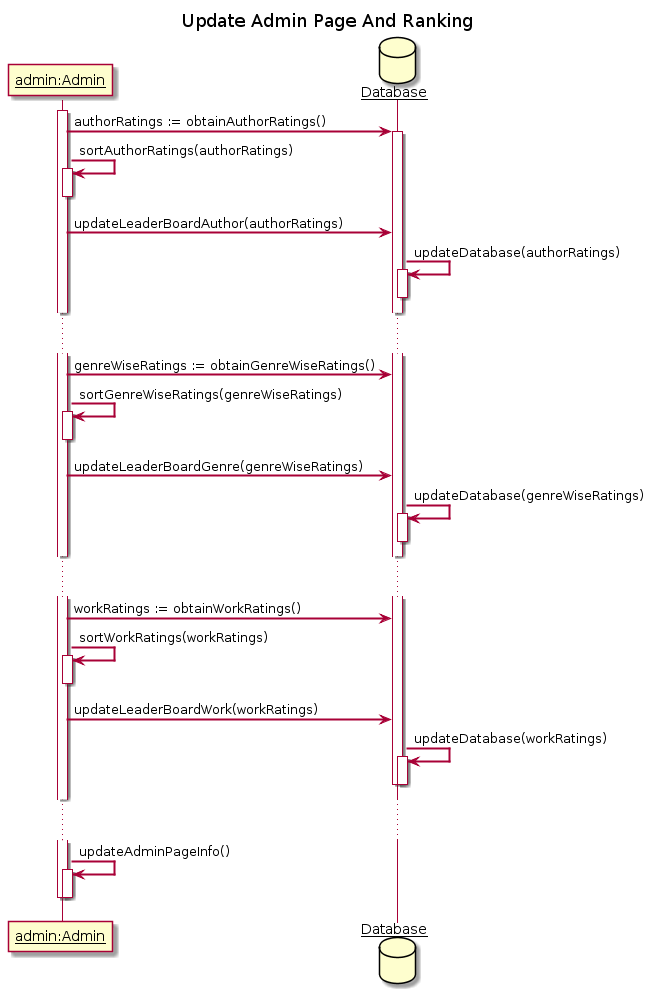 Update Admin Page And Ranking
admin:Admin
Database
authorRatings := obtainAuthorRatings()
sortAuthorRatings(authorRatings)
updateLeaderBoardAuthor(authorRatings)
updateDatabase(authorRatings)
genreWiseRatings := obtainGenreWiseRatings()
sortGenreWiseRatings(genreWiseRatings)
updateLeaderBoardGenre(genreWiseRatings)
updateDatabase(genreWiseRatings)
workRatings := obtainWorkRatings()
sortWorkRatings(workRatings)
updateLeaderBoardWork(workRatings)
updateDatabase(workRatings)
updateAdminPageInfo()
admin:Admin
Database